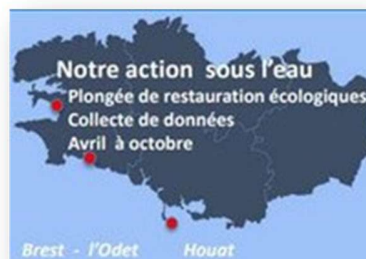 Notre action sous l'eau
Plongée de restauration écologiques
Collecte de données
Avril à octobre
Brest - l'Odet Houat